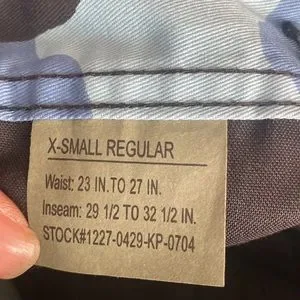 X-SMALL REGULAR
Waist: 23 IN.TO 27 IN.
Inseam: 29 1/2 TO 32 1/2 IN.
STOCK#1227-0429-KP-0704